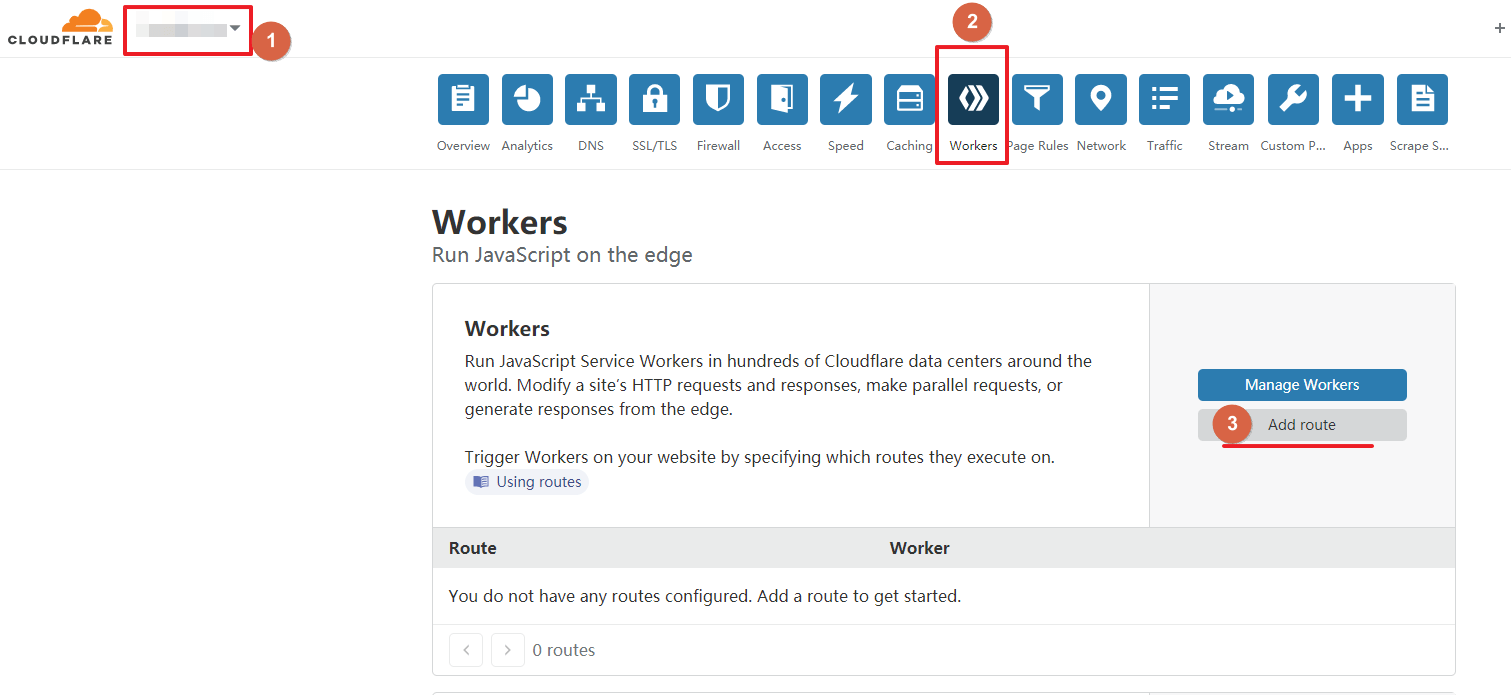 CLOUDFLARE
1
2
+
Overview
Analytics
DNS
SSL/TLS
Firewall
Access
Speed
Caching
Workers
Page Rules
Network
Traffic
Stream
Custom P...
Apps
Scrape S...
Workers
Run JavaScript on the edge
Workers
Run JavaScript Service Workers in hundreds of Cloudflare data centers around the
world. Modify a site's HTTP requests and responses, make parallel requests, or
generate responses from the edge.
Trigger Workers on your website by specifying which routes they execute on.
Using routes
Manage Workers
3 Add route
Route Worker
You do not have any routes configured. Add a route to get started.
< > 0 routes